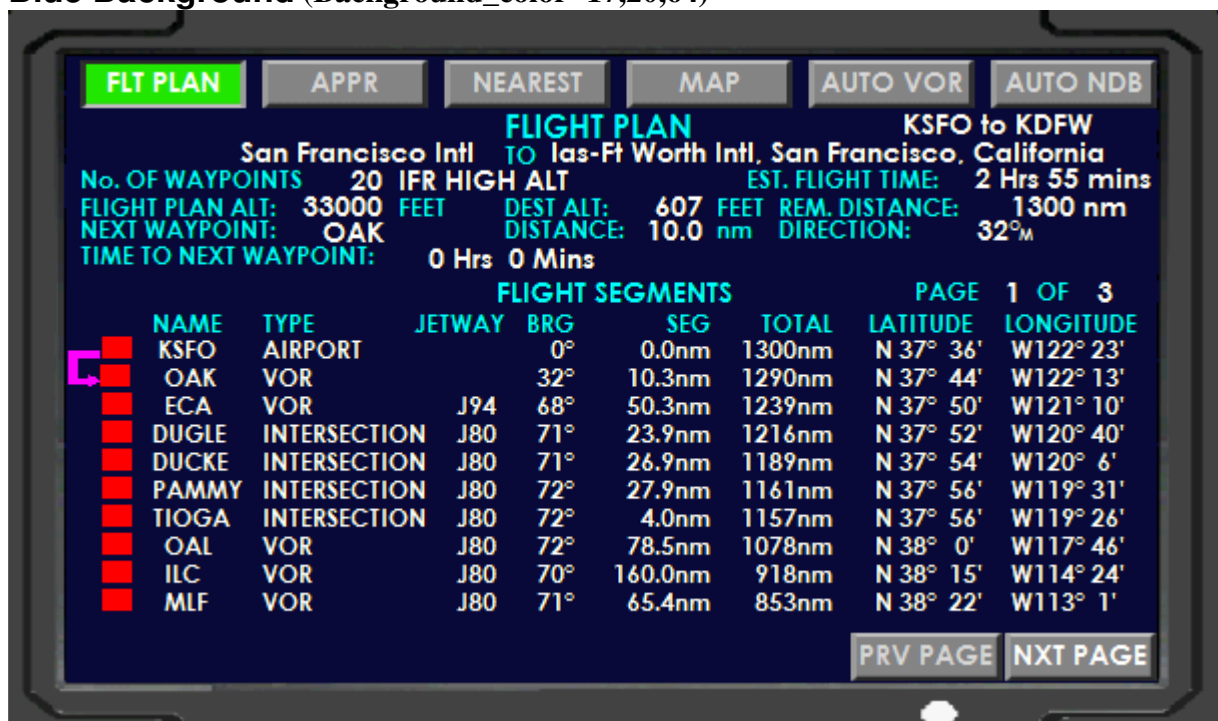 Blue Background (Background_color=17,20,64)
FLT PLAN APPR NEAREST MAP AUTO VOR AUTO NDB
FLIGHT PLAN KSFO to KDFW
San Francisco Intl TO las-Ft Worth Intl, San Francisco, California
No. OF WAYPOINTS 20 IFR HIGH ALT EST. FLIGHT TIME: 2 Hrs 55 mins
FLIGHT PLAN ALT: 33000 FEET DEST ALT: 607 FEET REM. DISTANCE: 1300 nm
NEXT WAYPOINT: OAK DISTANCE: 10.0 nm DIRECTION: 32°M
TIME TO NEXT WAYPOINT: 0 Hrs 0 Mins
FLIGHT SEGMENTS PAGE 1 OF 3
NAME TYPE JETWAY BRG SEG TOTAL LATITUDE LONGITUDE
KSFO AIRPORT 0° 0.0nm 1300nm N 37° 36' W122° 23'
OAK VOR 32° 10.3nm 1290nm N 37° 44' W122° 13'
ECA VOR J94 68° 50.3nm 1239nm N 37° 50' W121° 10'
DUGLE INTERSECTION J80 71° 23.9nm 1216nm N 37° 52' W120° 40'
DUCKE INTERSECTION J80 71° 26.9nm 1189nm N 37° 54' W120° 6'
PAMMY INTERSECTION J80 72° 27.9nm 1161nm N 37° 56' W119° 31'
TIOGA INTERSECTION J80 72° 4.0nm 1157nm N 37° 56' W119° 26'
OAL VOR J80 72° 78.5nm 1078nm N 38° 0' W117° 46'
ILC VOR J80 70° 160.0nm 918nm N 38° 15' W114° 24'
MLF VOR J80 71° 65.4nm 853nm N 38° 22' W113° 1'
PRV PAGE NXT PAGE